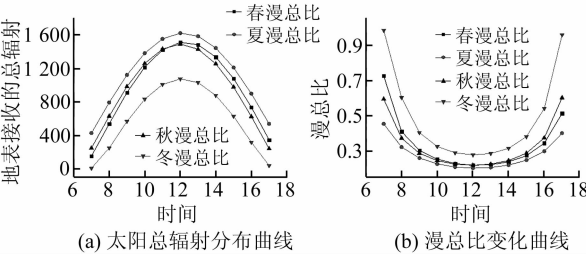 地表接收的总辐射
1 600
1 200
800
400
0
春漫总比
夏漫总比
秋漫总比
冬漫总比
6 8 10 12 14 16 18
时间
(a) 太阳总辐射分布曲线
漫总比
0.9
0.7
0.5
0.3
春漫总比
夏漫总比
秋漫总比
冬漫总比
6 8 10 12 14 16 18
时间
(b) 漫总比变化曲线